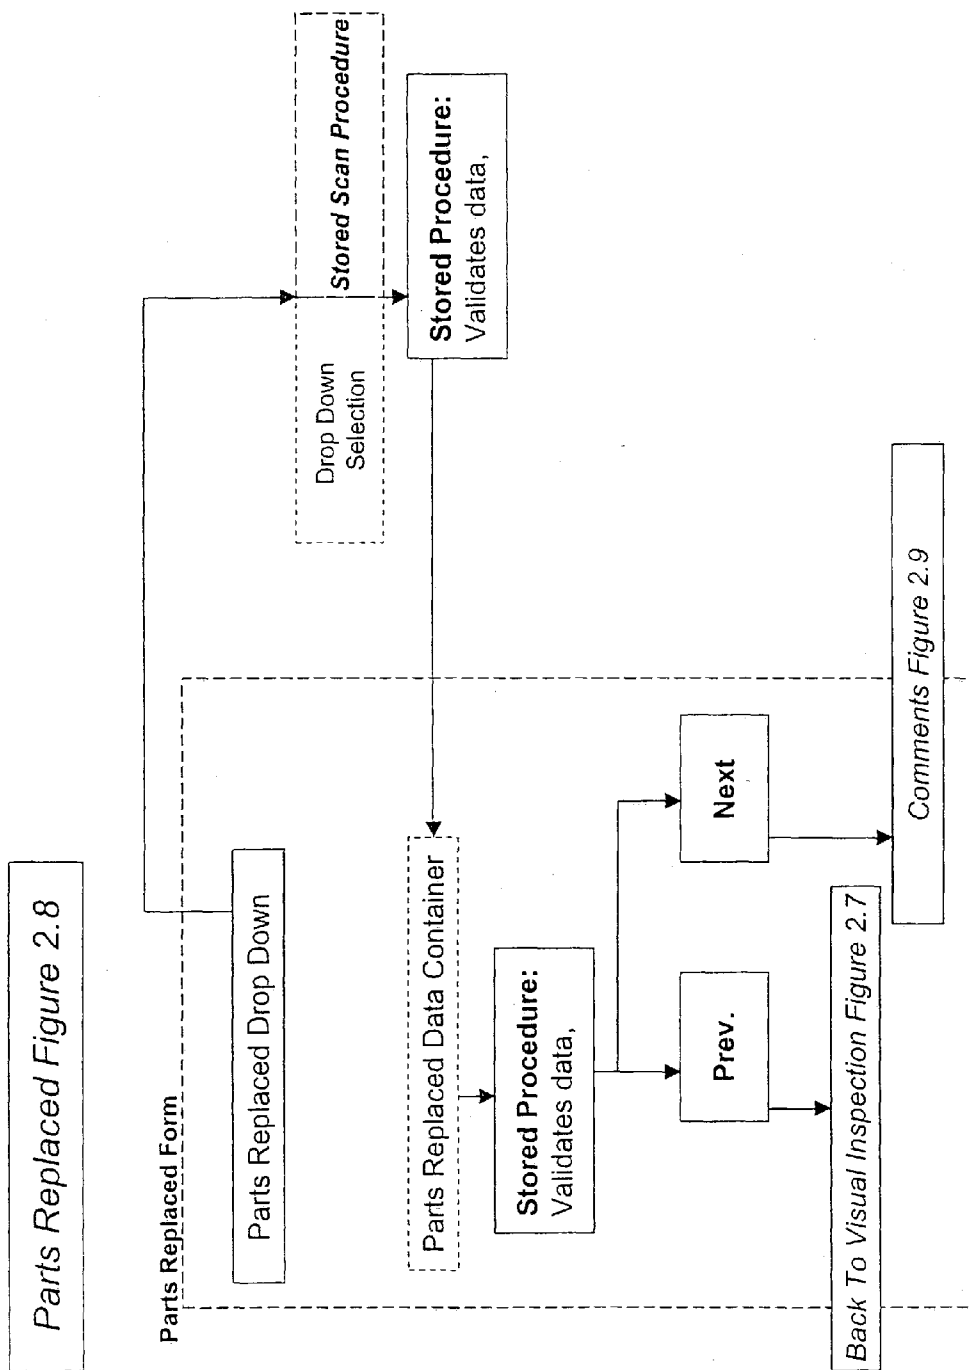 Parts Replaced Figure 2.8
Parts Replaced Form
Parts Replaced Drop Down
Drop Down
Selection
Stored Scan Procedure
Stored Procedure:
Validates data,
Parts Replaced Data Container
Stored Procedure:
Validates data,
Prev.
Next
Back To Visual Inspection Figure 2.7
Comments Figure 2.9